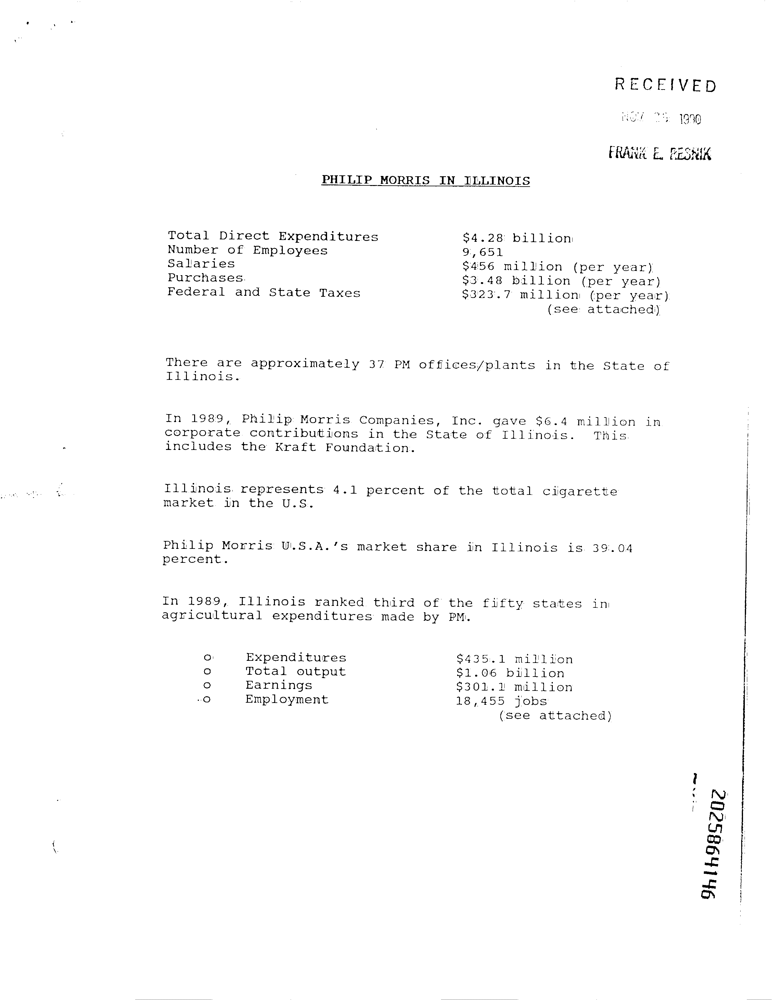 RECEIVED
NOV 1990
FRANK E. RESNIK
PHILIP MORRIS IN ILLINOIS
Total Direct Expenditures $4.28 billion
Number of Employees 9,651
Salaries $456 million (per year)
Purchases $3.48 billion (per year)
Federal and State Taxes $323.7 million (per year)
(see attached)
There are approximately 37 PM offices/plants in the State of
Illinois.
In 1989, Philip Morris Companies, Inc. gave $6.4 million in
corporate contributions in the State of Illinois. This
includes the Kraft Foundation.
Illinois represents 4.1 percent of the total cigarette
market in the U.S.
Philip Morris U.S.A.'s market share in Illinois is 39.04
percent.
In 1989, Illinois ranked third of the fifty states in
agricultural expenditures made by PM.
o Expenditures $435.1 million
o Total output $1.06 billion
o Earnings $301.1 million
o Employment 18,455 jobs
(see attached)
2025864146